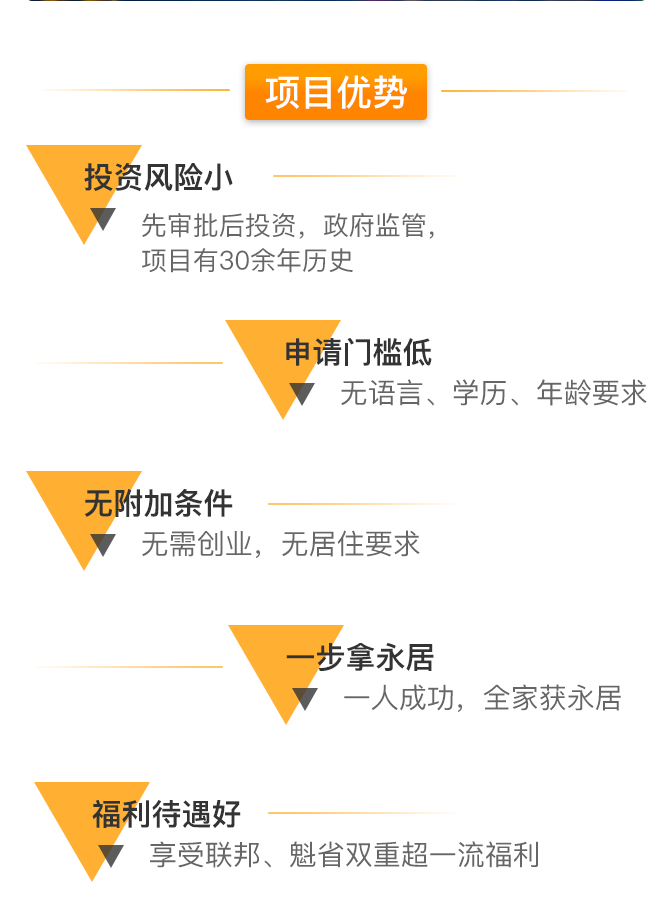 项目优势
投资风险小
先审批后投资，政府监管，
项目有30余年历史
申请门槛低
无语言、学历、年龄要求
无附加条件
无需创业，无居住要求
一步拿永居
一人成功，全家获永居
福利待遇好
享受联邦、魁省双重超一流福利